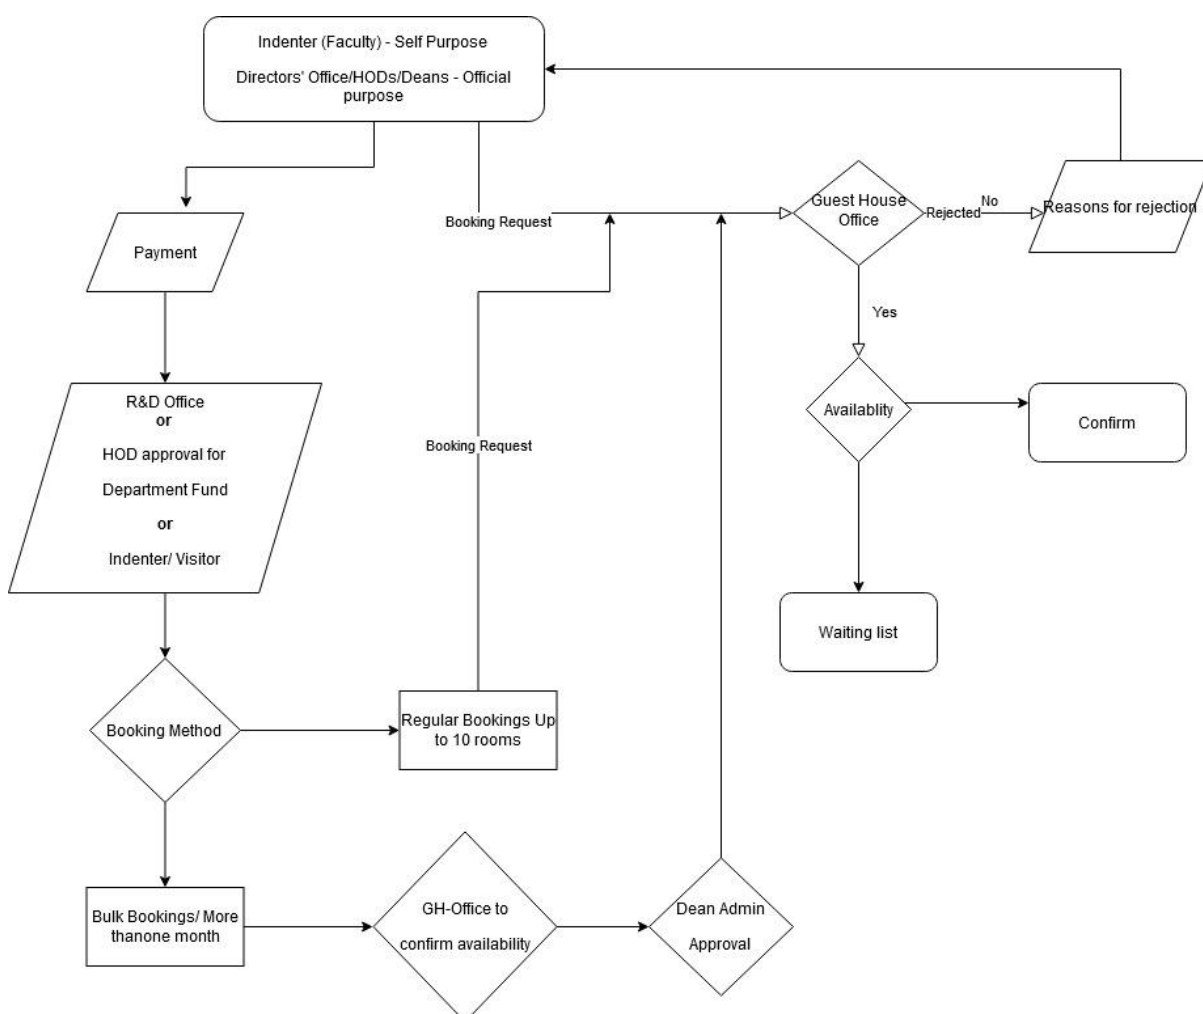 Indenter (Faculty) - Self Purpose
Directors' Office/HODs/Deans - Official
purpose
Payment
Booking Request
Guest House
Office
Rejected
No
Reasons for rejection
Yes
R&D Office
or
HOD approval for
Department Fund
or
Indenter/ Visitor
Availablity
Confirm
Booking Request
Waiting list
Booking Method
Regular Bookings Up
to 10 rooms
Bulk Bookings/ More
thanone month
GH-Office to
confirm availability
Dean Admin
Approval